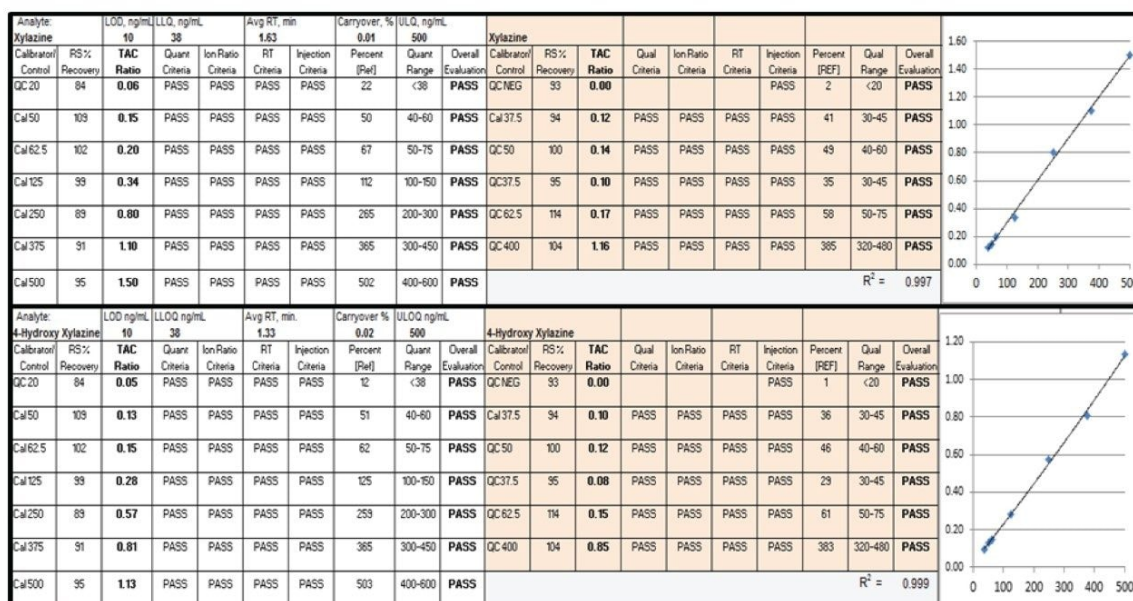 Analyte: LOD, ng/mL LLQ, ng/mL Avg RT, min Carryover, % ULQ, ng/mL
Xylazine 10 38 1.63 0.01 500 Xylazine
Calibrator/ RS% TAC Quant Ion Ratio RT Injection Percent Quant Overall Calibrator/ RS% TAC Qual Ion Ratio RT Injection Percent Qual Overall
Control Recovery Ratio Criteria Criteria Criteria Criteria [Ref] Range Evaluation Control Recovery Ratio Criteria Criteria Criteria Criteria [REF] Range Evaluation
QC 20 84 0.06 PASS PASS PASS PASS 22 <38 PASS QC NEG 93 0.00 PASS 2 <20 PASS
Cal 50 109 0.15 PASS PASS PASS PASS 50 40-60 PASS Cal 37.5 94 0.12 PASS PASS PASS PASS 41 30-45 PASS
Cal 62.5 102 0.20 PASS PASS PASS PASS 67 50-75 PASS QC 50 100 0.14 PASS PASS PASS PASS 49 40-60 PASS
Cal 125 99 0.34 PASS PASS PASS PASS 112 100-150 PASS QC37.5 95 0.10 PASS PASS PASS PASS 35 30-45 PASS
Cal 250 89 0.80 PASS PASS PASS PASS 265 200-300 PASS QC 62.5 114 0.17 PASS PASS PASS PASS 58 50-75 PASS
Cal 375 91 1.10 PASS PASS PASS PASS 365 300-450 PASS QC 400 104 1.16 PASS PASS PASS PASS 385 320-480 PASS
Cal 500 95 1.50 PASS PASS PASS PASS 502 400-600 PASS R² = 0.997
1.60
1.40
1.20
1.00
0.80
0.60
0.40
0.20
0.00
0 100 200 300 400 500
Analyte: LOD ng/mL LLOQ ng/mL Avg RT, min. Carryover % ULOQ ng/mL
4-Hydroxy Xylazine 10 38 1.33 0.02 500 4-Hydroxy Xylazine
Calibrator/ RS% TAC Quant Ion Ratio RT Injection Percent Quant Overall Calibrator/ RS% TAC Qual Ion Ratio RT Injection Percent Qual Overall
Control Recovery Ratio Criteria Criteria Criteria Criteria [Ref] Range Evaluation Control Recovery Ratio Criteria Criteria Criteria Criteria [REF] Range Evaluation
QC 20 84 0.05 PASS PASS PASS PASS 12 <38 PASS QC NEG 93 0.00 PASS 1 <20 PASS
Cal 50 109 0.13 PASS PASS PASS PASS 51 40-60 PASS Cal 37.5 94 0.10 PASS PASS PASS PASS 36 30-45 PASS
Cal 62.5 102 0.15 PASS PASS PASS PASS 62 50-75 PASS QC 50 100 0.12 PASS PASS PASS PASS 46 40-60 PASS
Cal 125 99 0.28 PASS PASS PASS PASS 125 100-150 PASS QC37.5 95 0.08 PASS PASS PASS PASS 29 30-45 PASS
Cal 250 89 0.57 PASS PASS PASS PASS 259 200-300 PASS QC 62.5 114 0.15 PASS PASS PASS PASS 61 50-75 PASS
Cal 375 91 0.81 PASS PASS PASS PASS 365 300-450 PASS QC 400 104 0.85 PASS PASS PASS PASS 383 320-480 PASS
Cal 500 95 1.13 PASS PASS PASS PASS 503 400-600 PASS R² = 0.999
1.20
1.00
0.80
0.60
0.40
0.20
0.00
0 100 200 300 400 500